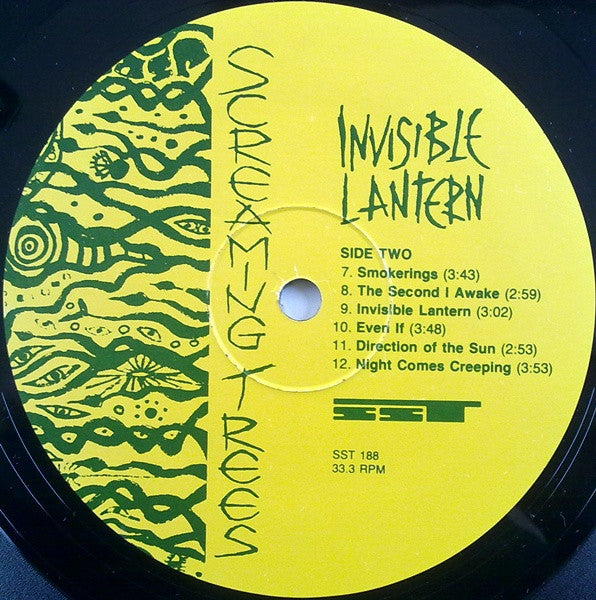 SCREAMING TREES
INVISIBLE
LANTERN
SIDE TWO
7. Smokerings (3:43)
8. The Second I Awake (2:59)
9. Invisible Lantern (3:02)
10. Even If (3:48)
11. Direction of the Sun (2:53)
12. Night Comes Creeping (3:53)
SST
SST 188
33.3 RPM